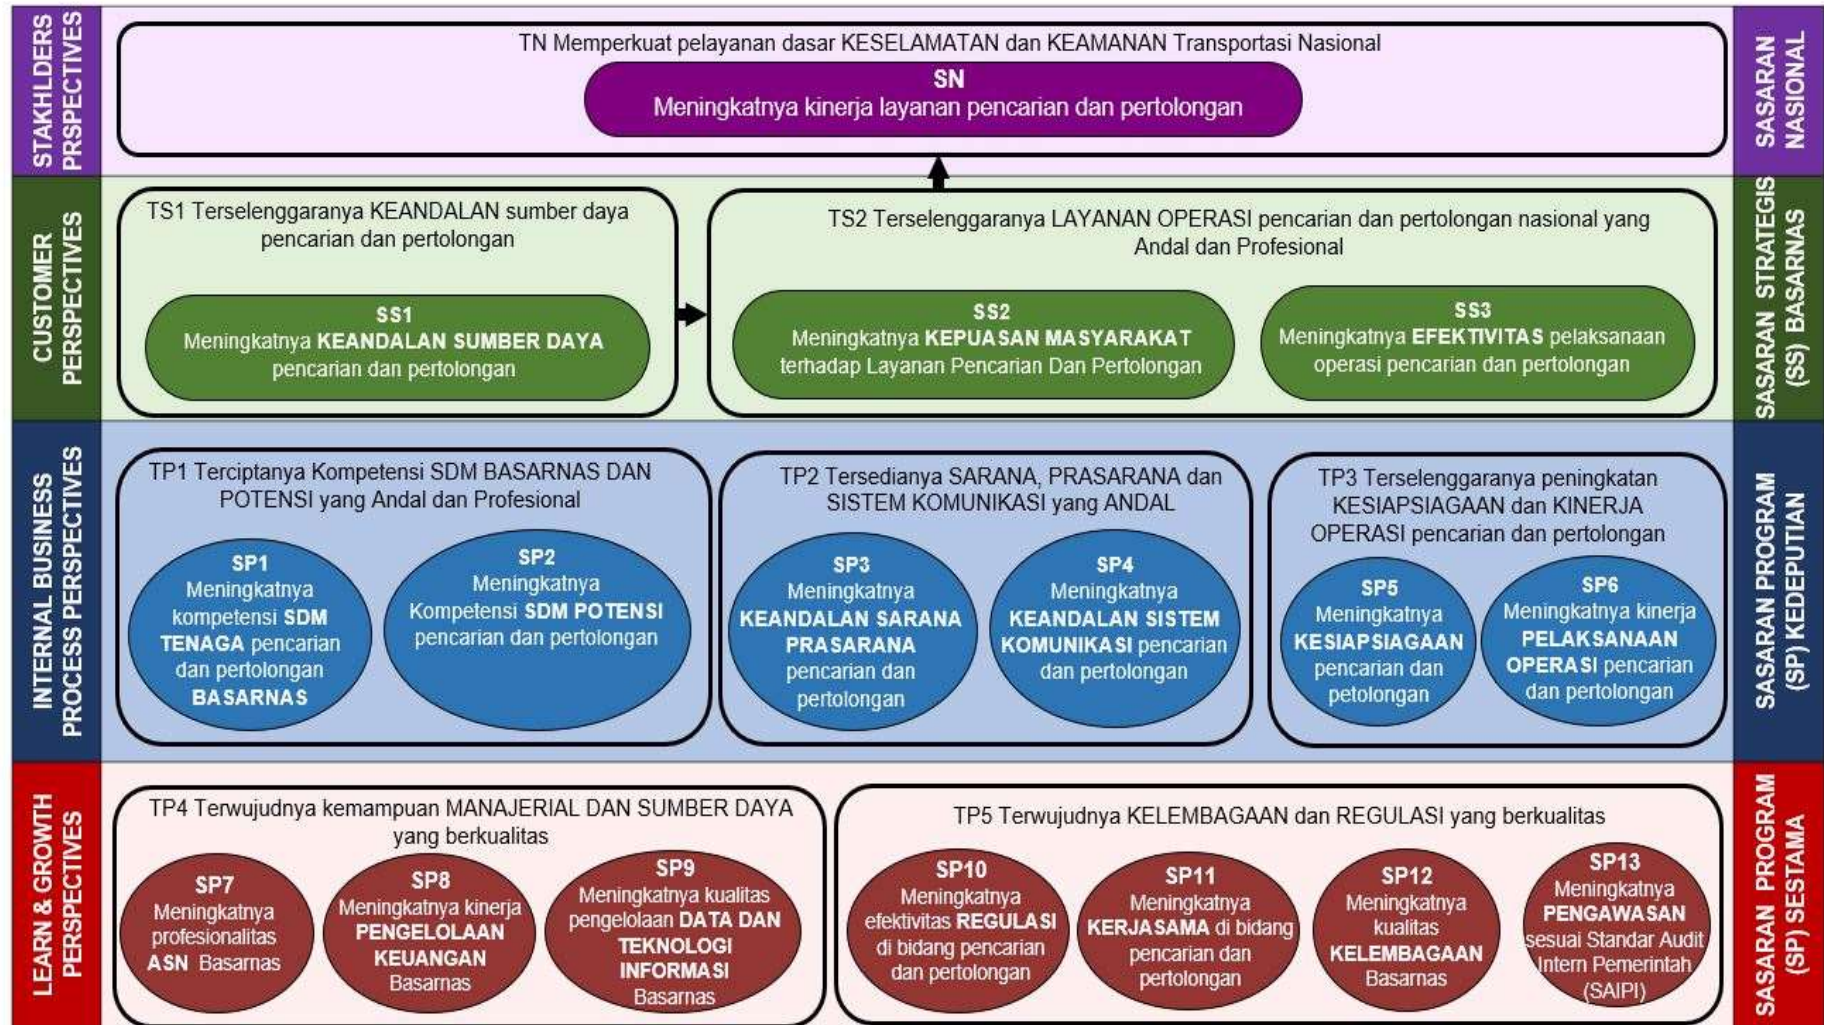 STAKHLDERS
PRSPECTIVES
TN Memperkuat pelayanan dasar KESELAMATAN dan KEAMANAN Transportasi Nasional
SN
Meningkatnya kinerja layanan pencarian dan pertolongan
SASARAN
NASIONAL
CUSTOMER
PERSPECTIVES
TS1 Terselenggaranya KEANDALAN sumber daya
pencarian dan pertolongan
SS1
Meningkatnya KEANDALAN SUMBER DAYA
pencarian dan pertolongan
TS2 Terselenggaranya LAYANAN OPERASI pencarian dan pertolongan nasional yang
Andal dan Profesional
SS2
Meningkatnya KEPUASAN MASYARAKAT
terhadap Layanan Pencarian Dan Pertolongan
SS3
Meningkatnya EFEKTIVITAS pelaksanaan
operasi pencarian dan pertolongan
SASARAN STRATEGIS
(SS) BASARNAS
INTERNAL BUSINESS
PROCESS PERSPECTIVES
TP1 Terciptanya Kompetensi SDM BASARNAS DAN
POTENSI yang Andal dan Profesional
SP1
Meningkatnya
kompetensi SDM
TENAGA pencarian
dan pertolongan
BASARNAS
SP2
Meningkatnya
Kompetensi SDM POTENSI
pencarian dan pertolongan
TP2 Tersedianya SARANA, PRASARANA dan
SISTEM KOMUNIKASI yang ANDAL
SP3
Meningkatnya
KEANDALAN SARANA
PRASARANA
pencarian dan
pertolongan
SP4
Meningkatnya
KEANDALAN SISTEM
KOMUNIKASI pencarian
dan pertolongan
TP3 Terselenggaranya peningkatan
KESIAPSIAGAAN dan KINERJA
OPERASI pencarian dan pertolongan
SP5
Meningkatnya
KESIAPSIAGAAN
pencarian dan
petolongan
SP6
Meningkatnya kinerja
PELAKSANAAN
OPERASI pencarian
dan pertolongan
SASARAN PROGRAM
(SP) KEDEPUTIAN
LEARN & GROWTH
PERSPECTIVES
TP4 Terwujudnya kemampuan MANAJERIAL DAN SUMBER DAYA
yang berkualitas
SP7
Meningkatnya
profesionalitas
ASN Basarnas
SP8
Meningkatnya kinerja
PENGELOLAAN
KEUANGAN
Basarnas
SP9
Meningkatnya kualitas
pengelolaan DATA DAN
TEKNOLOGI
INFORMASI
Basarnas
TP5 Terwujudnya KELEMBAGAAN dan REGULASI yang berkualitas
SP10
Meningkatnya
efektivitas REGULASI
di bidang pencarian
dan pertolongan
SP11
Meningkatnya
KERJASAMA di bidang
pencarian dan
pertolongan
SP12
Meningkatnya
kualitas
KELEMBAGAAN
Basarnas
SP13
Meningkatnya
PENGAWASAN
sesuai Standar Audit
Intern Pemerintah
(SAIPI)
SASARAN PROGRAM
(SP) SESTAMA